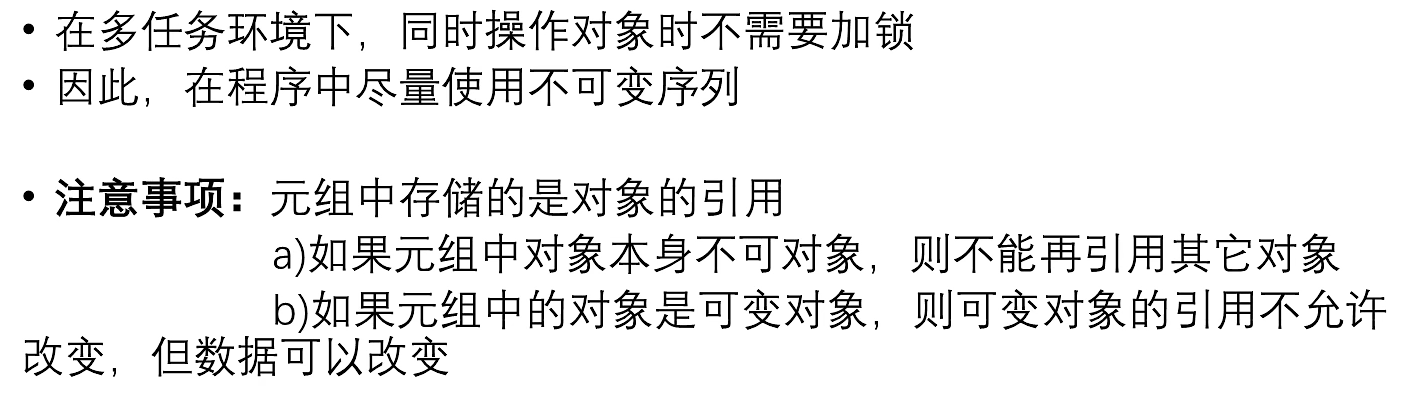 • 在多任务环境下，同时操作对象时不需要加锁
• 因此，在程序中尽量使用不可变序列
• 注意事项：元组中存储的是对象的引用
a)如果元组中对象本身不可对象，则不能再引用其它对象
b)如果元组中的对象是可变对象，则可变对象的引用不允许
改变，但数据可以改变